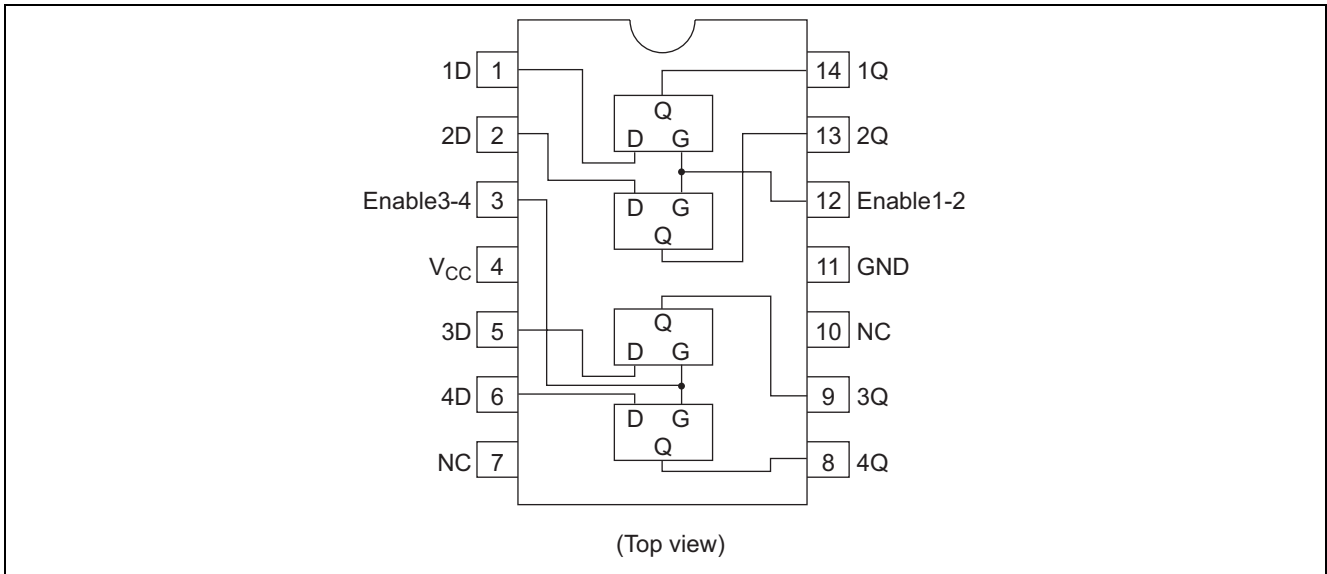 1D 1 14 1Q
Q
D G
2D 2 13 2Q
Enable3-4 3 12 Enable1-2
D G
Q
V_CC 4 11 GND
3D 5 10 NC
Q
D G
4D 6 9 3Q
D G
Q
NC 7 8 4Q
(Top view)